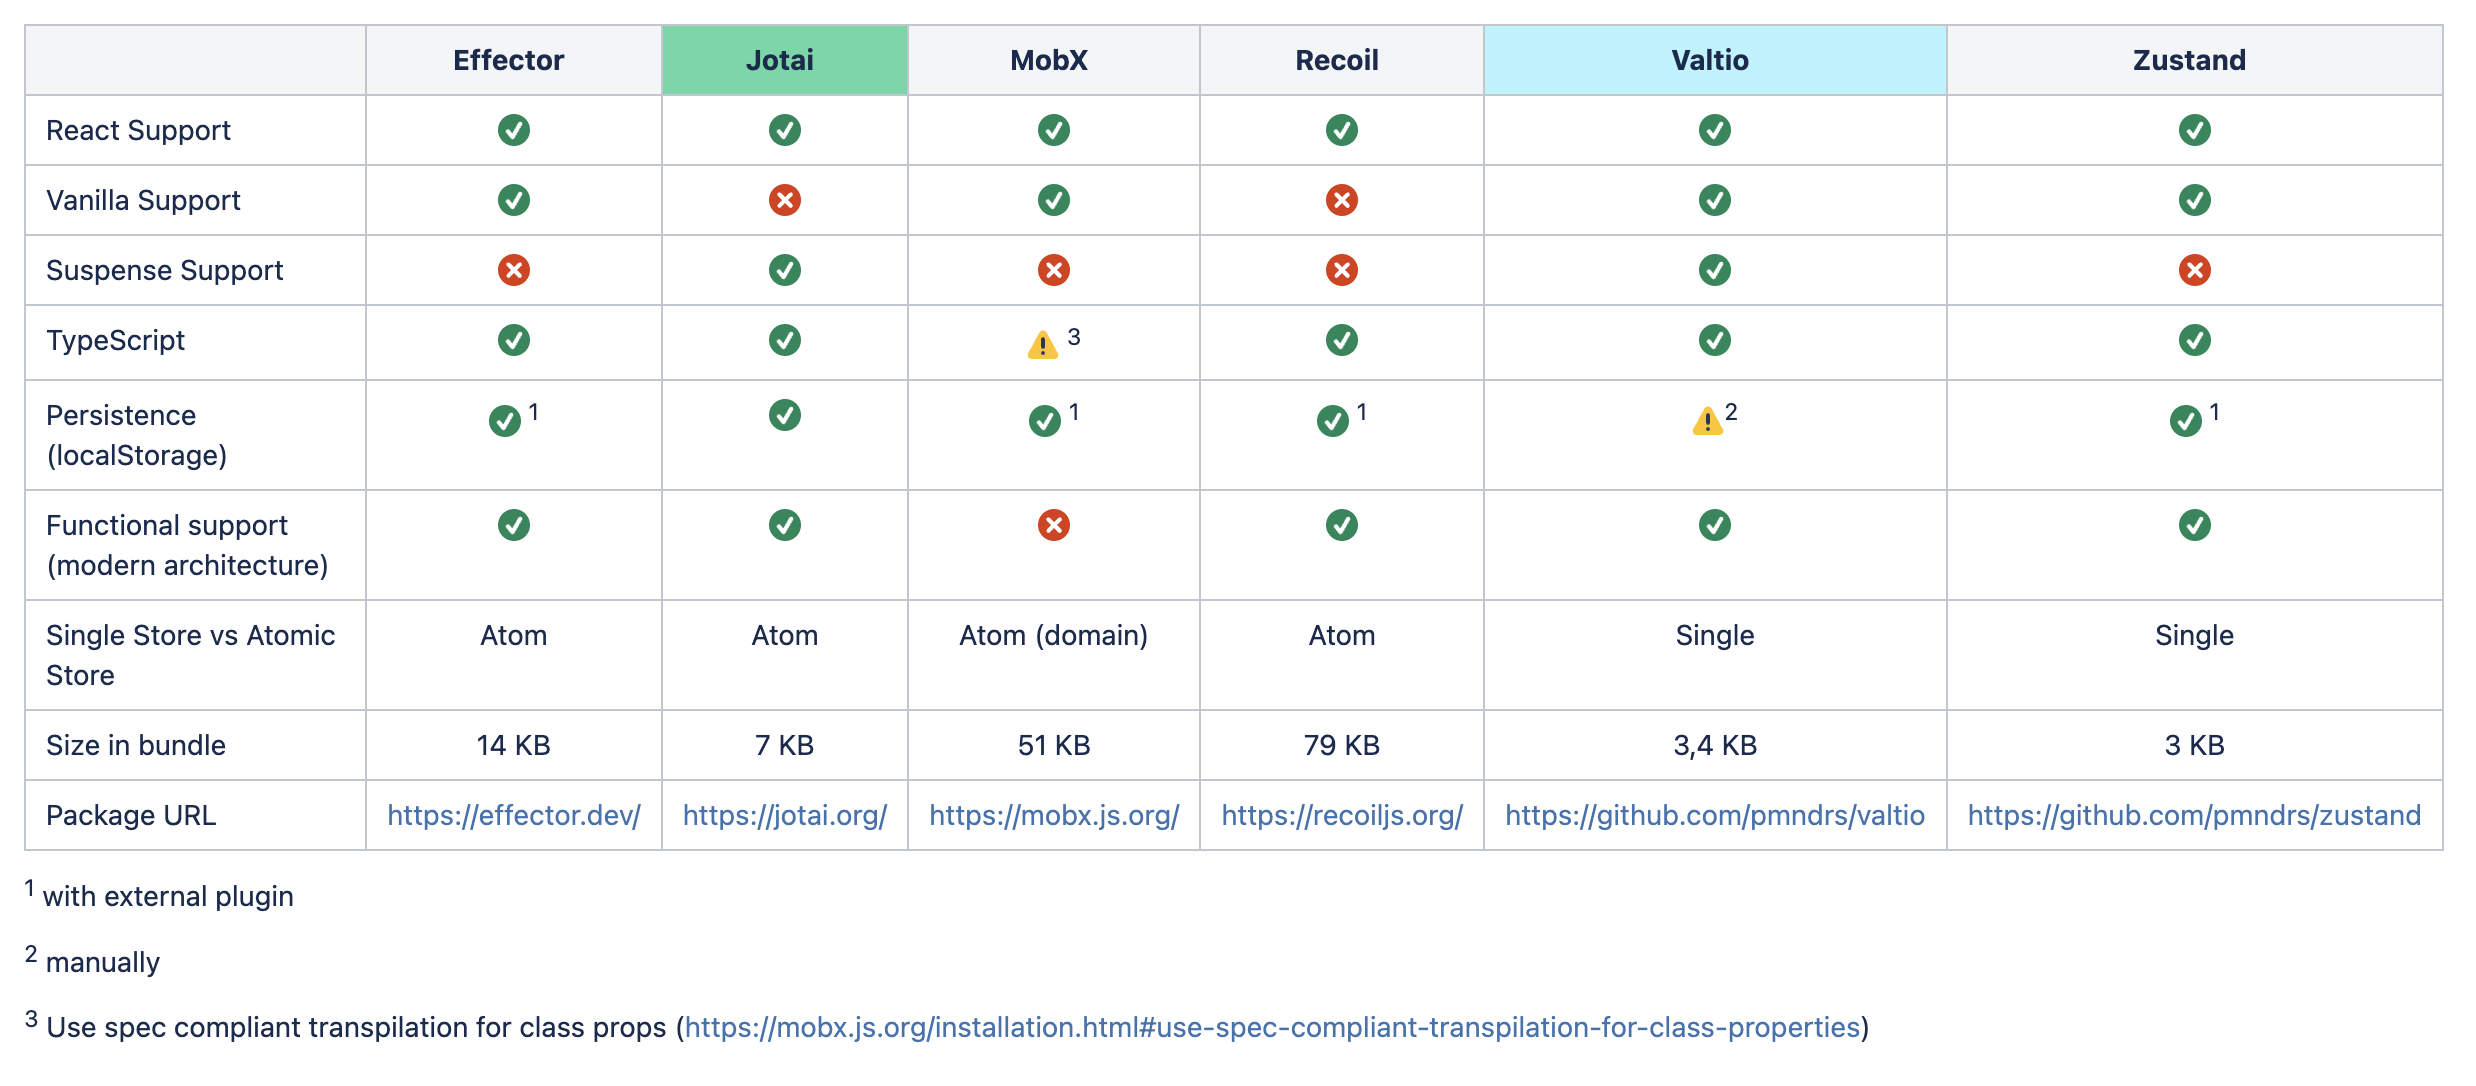 Effector Jotai MobX Recoil Valtio Zustand
React Support
Vanilla Support
Suspense Support
TypeScript 3
Persistence 1 1 1 2 1
(localStorage)
Functional support
(modern architecture)
Single Store vs Atomic Atom Atom Atom (domain) Atom Single Single
Store
Size in bundle 14 KB 7 KB 51 KB 79 KB 3,4 KB 3 KB
Package URL https://effector.dev/ https://jotai.org/ https://mobx.js.org/ https://recoiljs.org/ https://github.com/pmndrs/valtio https://github.com/pmndrs/zustand
1 with external plugin
2 manually
3 Use spec compliant transpilation for class props (https://mobx.js.org/installation.html#use-spec-compliant-transpilation-for-class-properties)